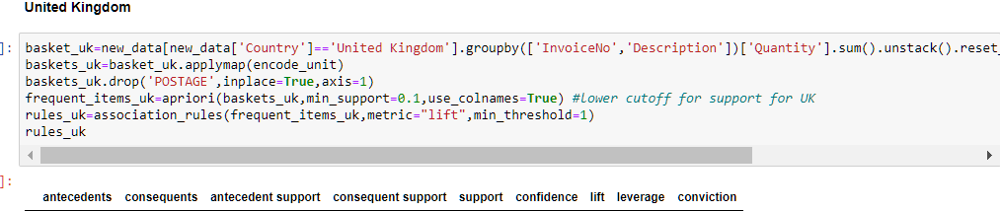 United Kingdom
]: basket_uk=new_data[new_data['Country']=='United Kingdom'].groupby(['InvoiceNo','Description'])['Quantity'].sum().unstack().reset_
baskets_uk=basket_uk.applymap(encode_unit)
baskets_uk.drop('POSTAGE',inplace=True,axis=1)
frequent_items_uk=apriori(baskets_uk,min_support=0.1,use_colnames=True) #lower cutoff for support for UK
rules_uk=association_rules(frequent_items_uk,metric="lift",min_threshold=1)
rules_uk
]:
antecedents consequents antecedent support consequent support support confidence lift leverage conviction